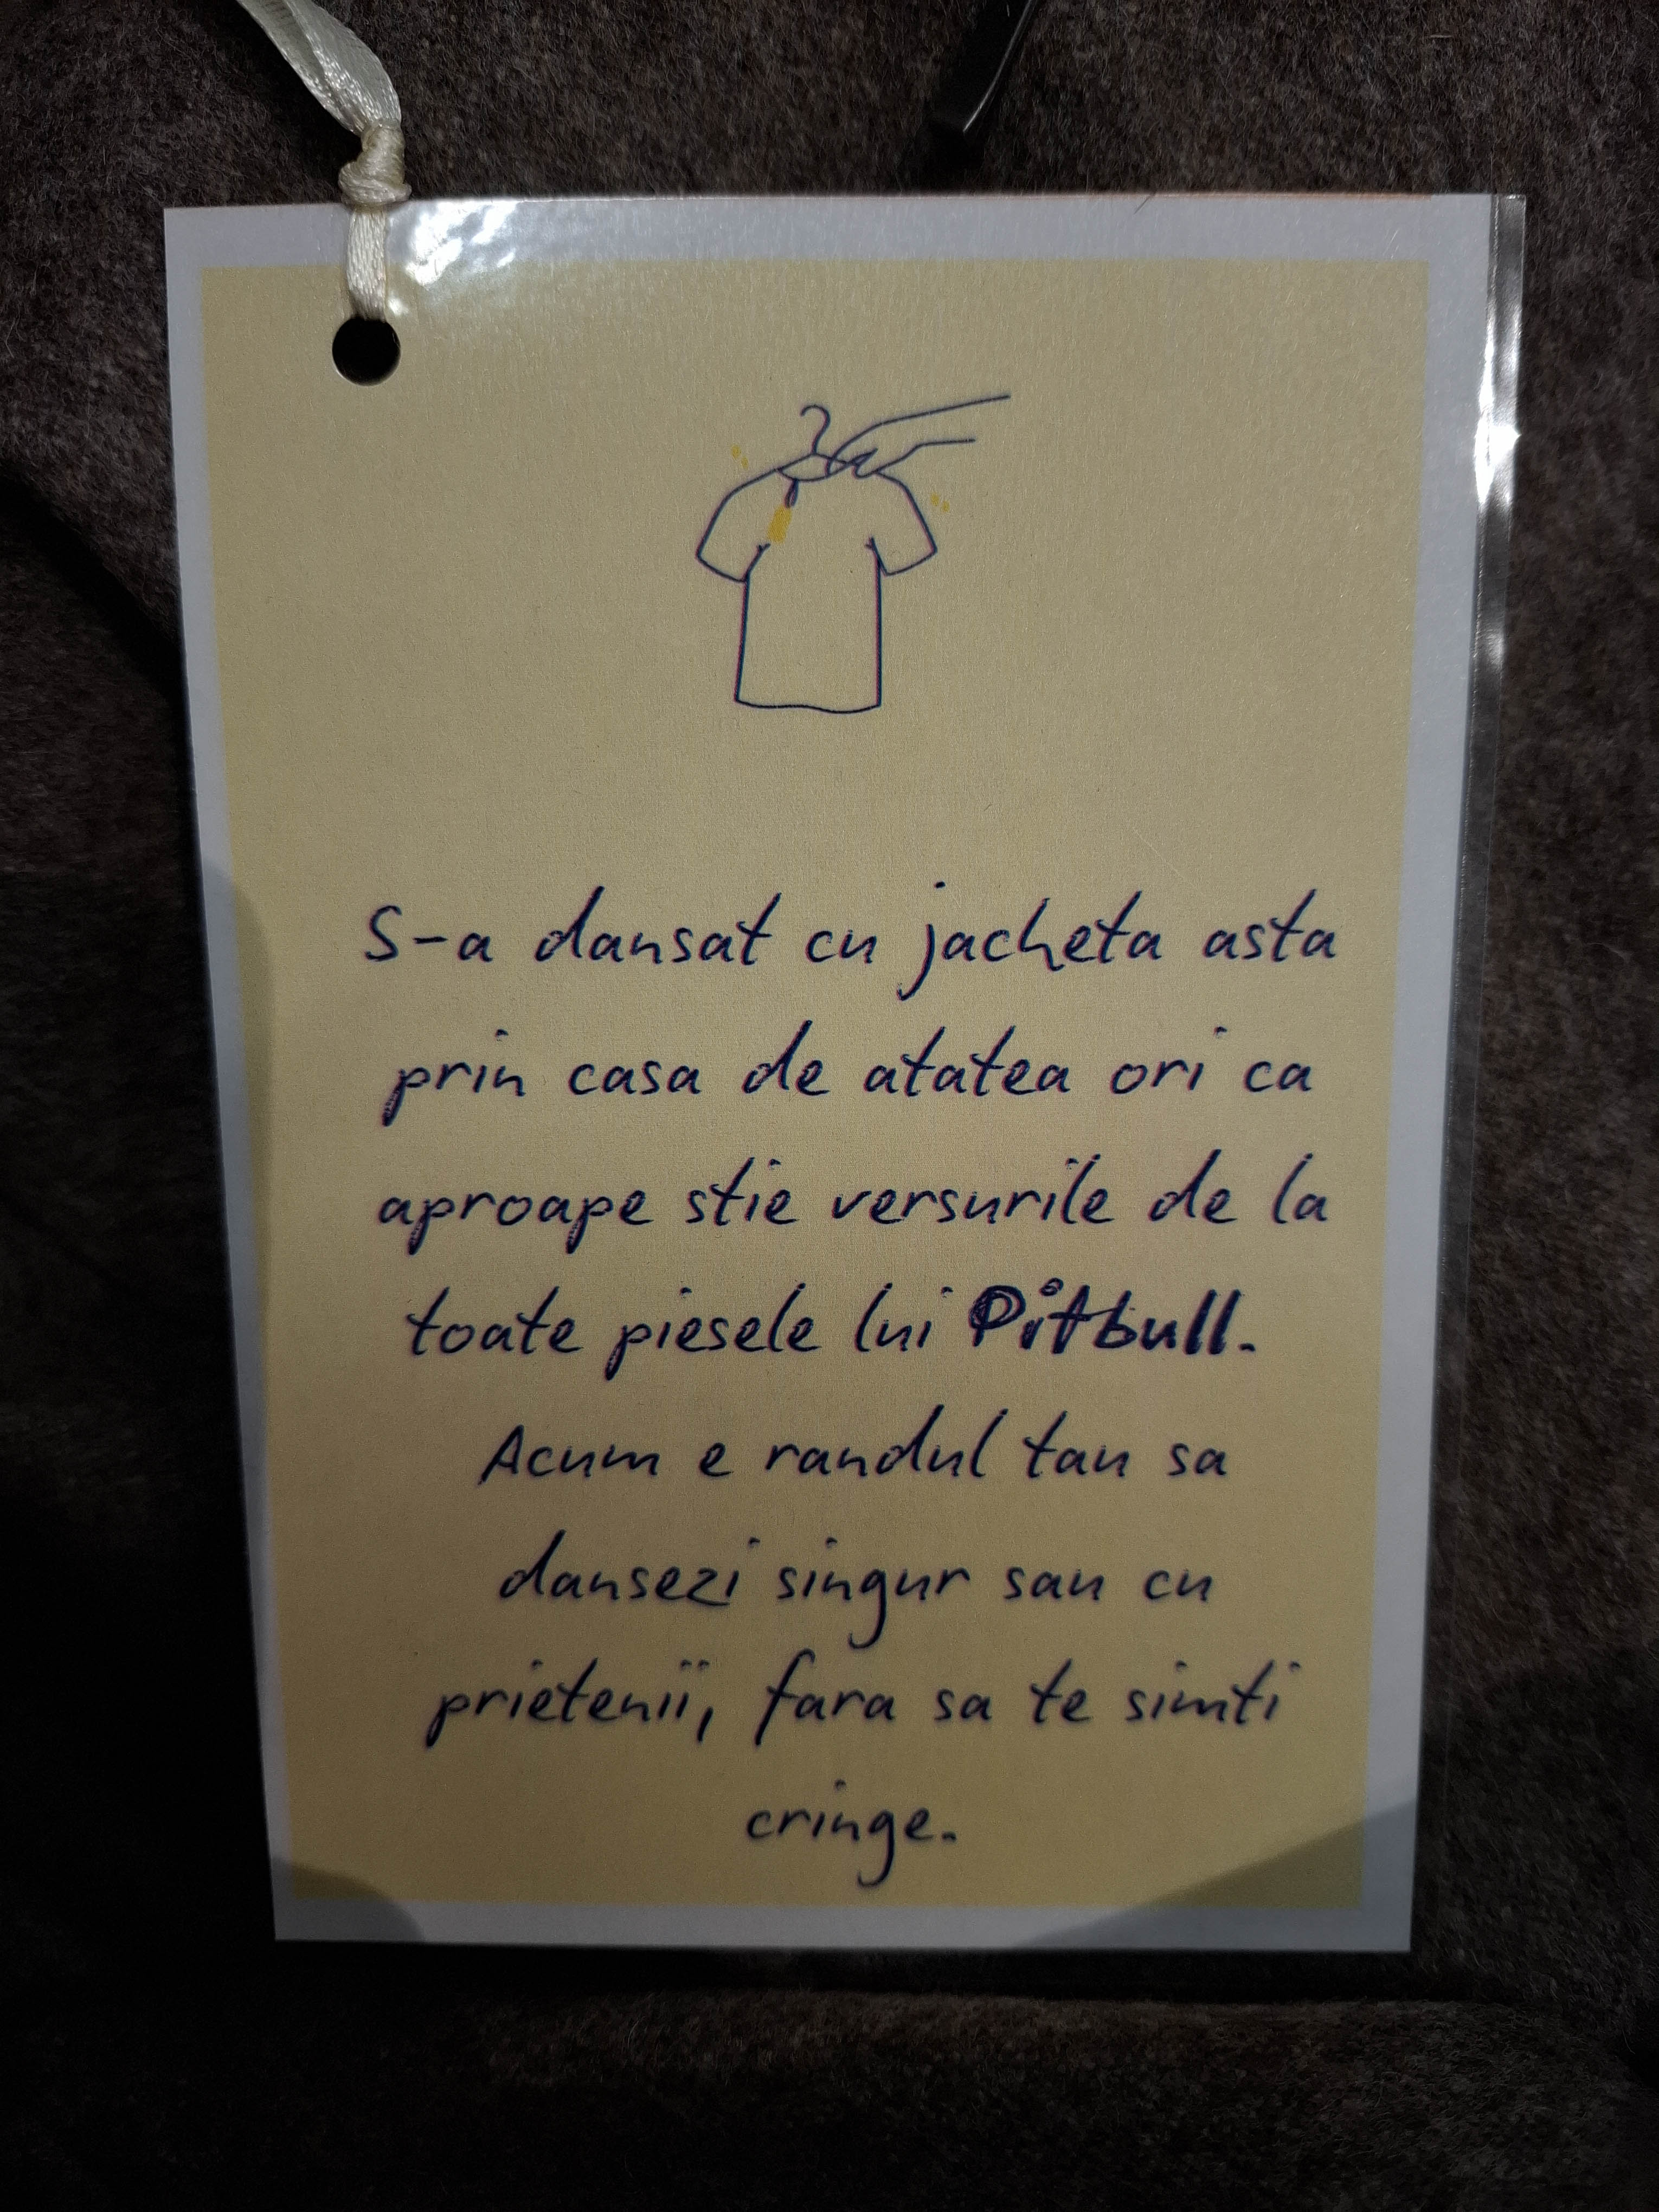 S-a dansat cu jacheta asta
prin casa de atatea ori ca
aproape stie versurile de la
toate piesele lui Pitbull.
Acum e randul tau sa
dansezi singur sau cu
prietenii, fara sa te simti
cringe.